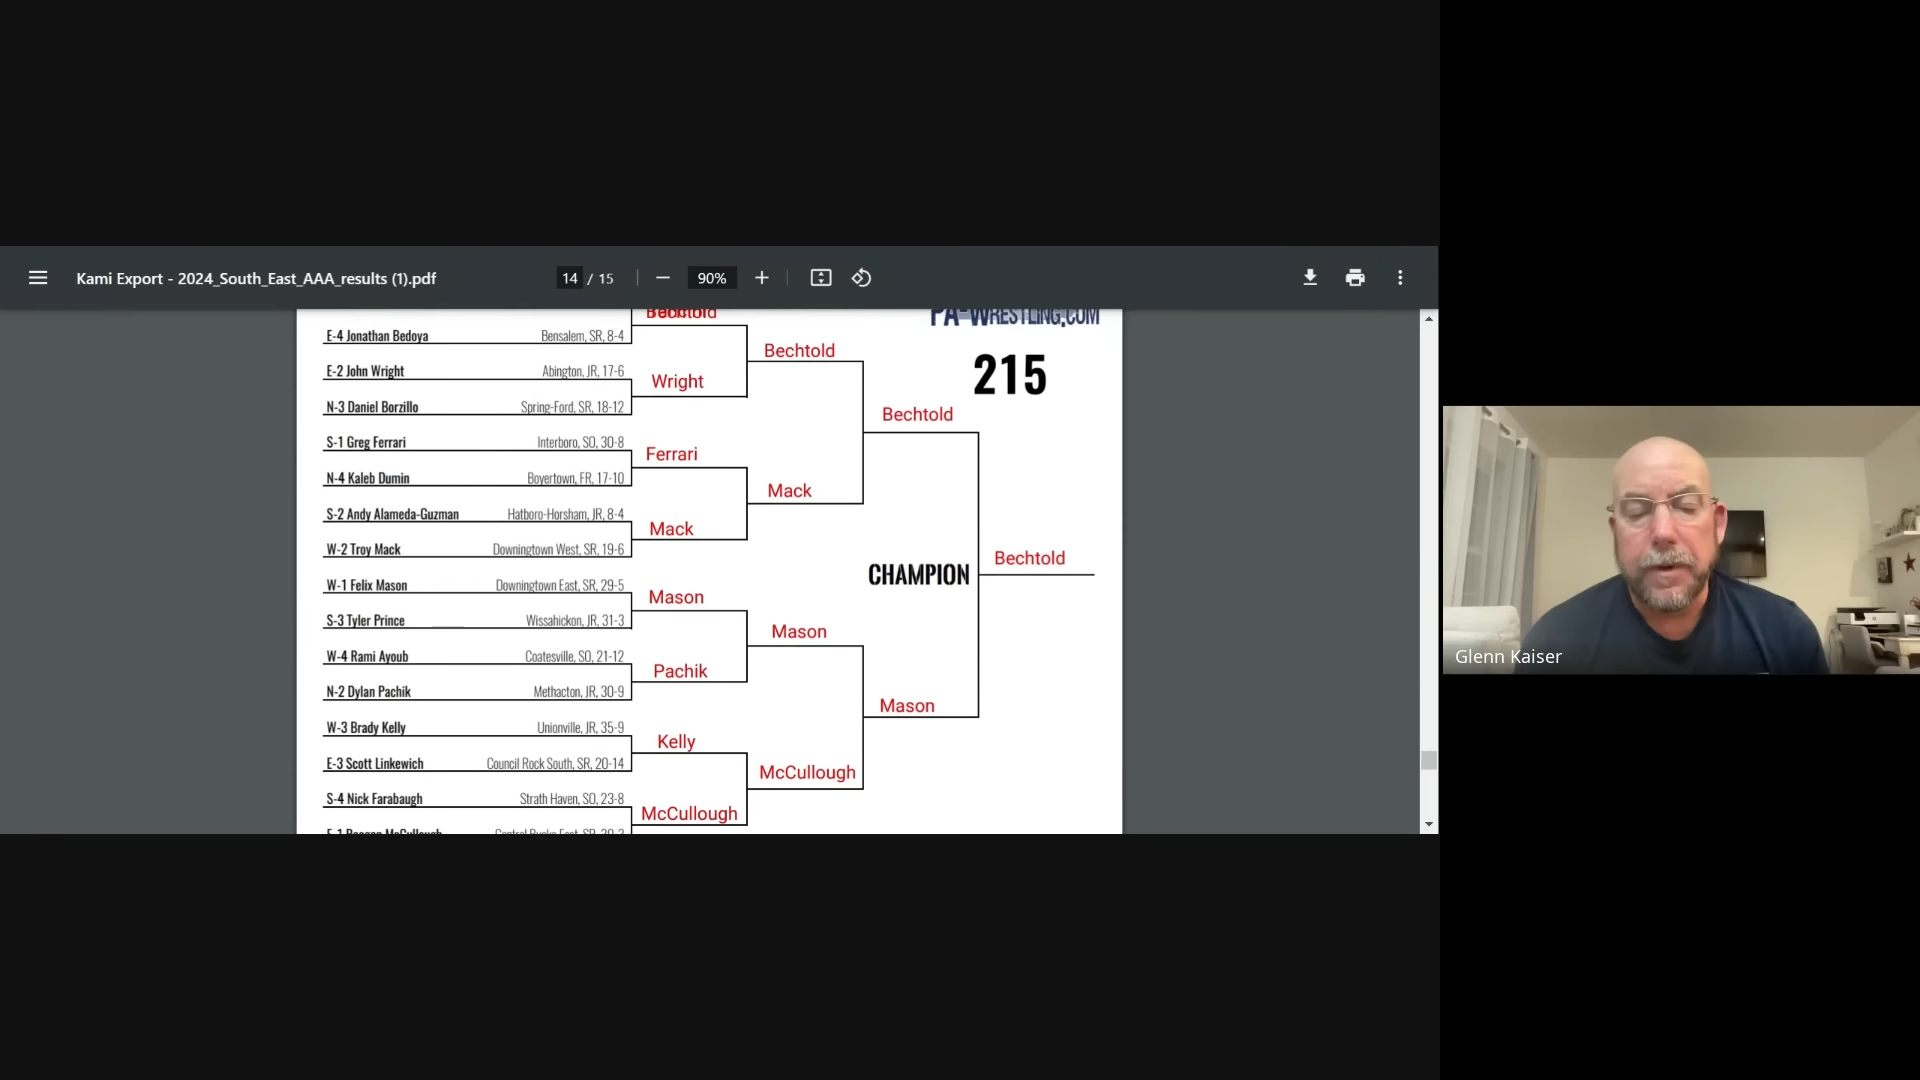 Kami Export - 2024_South_East_AAA_results (1).pdf
14 / 15
90%
Bechtold
PA-WRESTLING.COM
E-4 Jonathan Bedoya Bensalem, SR, 8-4
215
Bechtold
E-2 John Wright Abington, JR, 17-6
Wright
N-3 Daniel Borzillo Spring-Ford, SR, 18-12
Bechtold
S-1 Greg Ferrari Interboro, SO, 30-8
Ferrari
N-4 Kaleb Dumin Boyertown, FR, 17-10
Mack
S-2 Andy Alameda-Guzman Hatboro-Horsham, JR, 8-4
Mack
W-2 Troy Mack Downingtown West, SR, 19-6
Bechtold
CHAMPION
W-1 Felix Mason Downingtown East, SR, 29-5
Mason
S-3 Tyler Prince Wissahickon, JR, 31-3
Mason
W-4 Rami Ayoub Coatesville, SO, 21-12
Pachik
N-2 Dylan Pachik Methacton, JR, 30-9
Mason
W-3 Brady Kelly Unionville, JR, 35-9
Kelly
E-3 Scott Linkewich Council Rock South, SR, 20-14
McCullough
S-4 Nick Farabaugh Strath Haven, SO, 23-8
McCullough
Glenn Kaiser